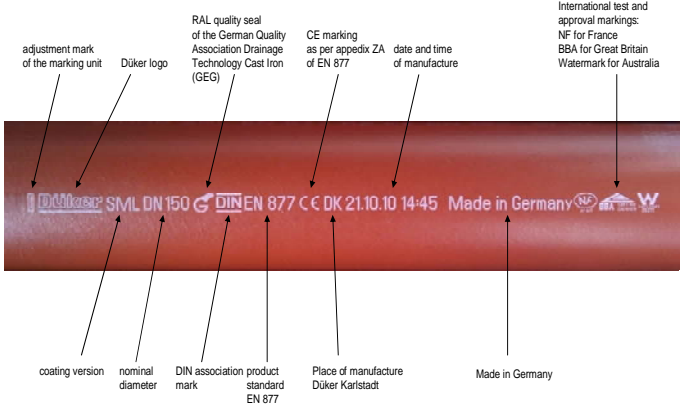 adjustment mark
of the marking unit
Düker logo
RAL quality seal
of the German Quality
Association Drainage
Technology Cast Iron
(GEG)
CE marking
as per appedix ZA
of EN 877
date and time
of manufacture
International test and
approval markings:
NF for France
BBA for Great Britain
Watermark for Australia
Düker SML DN 150 DIN EN 877 CE DK 21.10.10 14:45 Made in Germany NF BBA W
coating version
nominal
diameter
DIN association
mark
product
standard
EN 877
Place of manufacture
Düker Karlstadt
Made in Germany